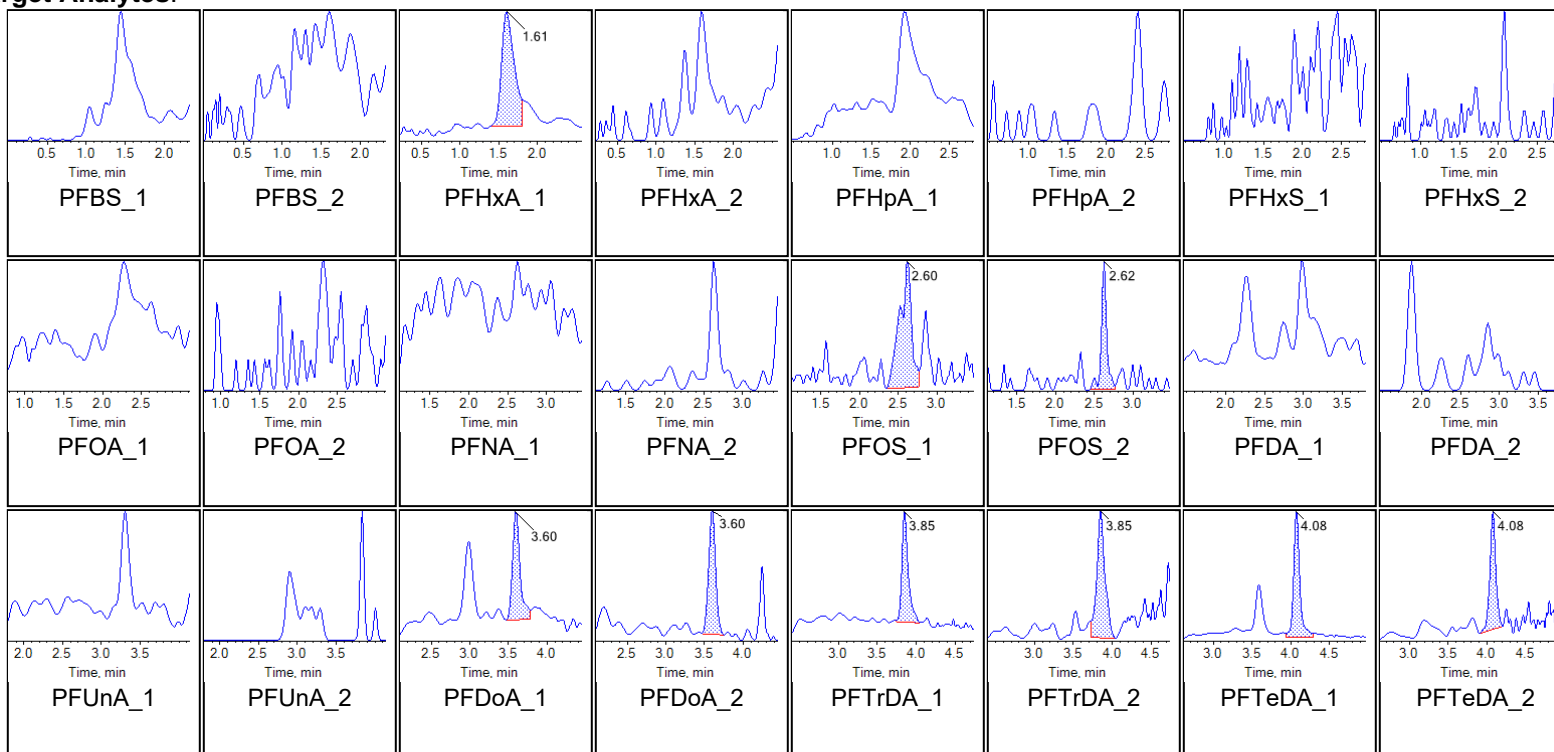 rget Analytes:
1.61
0.5 1.0 1.5 2.0 0.5 1.0 1.5 2.0 0.5 1.0 1.5 2.0 0.5 1.0 1.5 2.0 1.0 1.5 2.0 2.5 1.0 1.5 2.0 2.5 1.0 1.5 2.0 2.5 1.0 1.5 2.0 2.5
Time, min Time, min Time, min Time, min Time, min Time, min Time, min Time, min
PFBS_1 PFBS_2 PFHxA_1 PFHxA_2 PFHpA_1 PFHpA_2 PFHxS_1 PFHxS_2
2.60 2.62
1.0 1.5 2.0 2.5 1.0 1.5 2.0 2.5 1.5 2.0 2.5 3.0 1.5 2.0 2.5 3.0 1.5 2.0 2.5 3.0 1.5 2.0 2.5 3.0 2.0 2.5 3.0 3.5 2.0 2.5 3.0 3.5
Time, min Time, min Time, min Time, min Time, min Time, min Time, min Time, min
PFOA_1 PFOA_2 PFNA_1 PFNA_2 PFOS_1 PFOS_2 PFDA_1 PFDA_2
3.60 3.60 3.85 3.85 4.08 4.08
2.0 2.5 3.0 3.5 2.0 2.5 3.0 3.5 2.5 3.0 3.5 4.0 2.5 3.0 3.5 4.0 3.0 3.5 4.0 4.5 3.0 3.5 4.0 4.5 3.0 3.5 4.0 4.5 3.0 3.5 4.0 4.5
Time, min Time, min Time, min Time, min Time, min Time, min Time, min Time, min
PFUnA_1 PFUnA_2 PFDoA_1 PFDoA_2 PFTrDA_1 PFTrDA_2 PFTeDA_1 PFTeDA_2